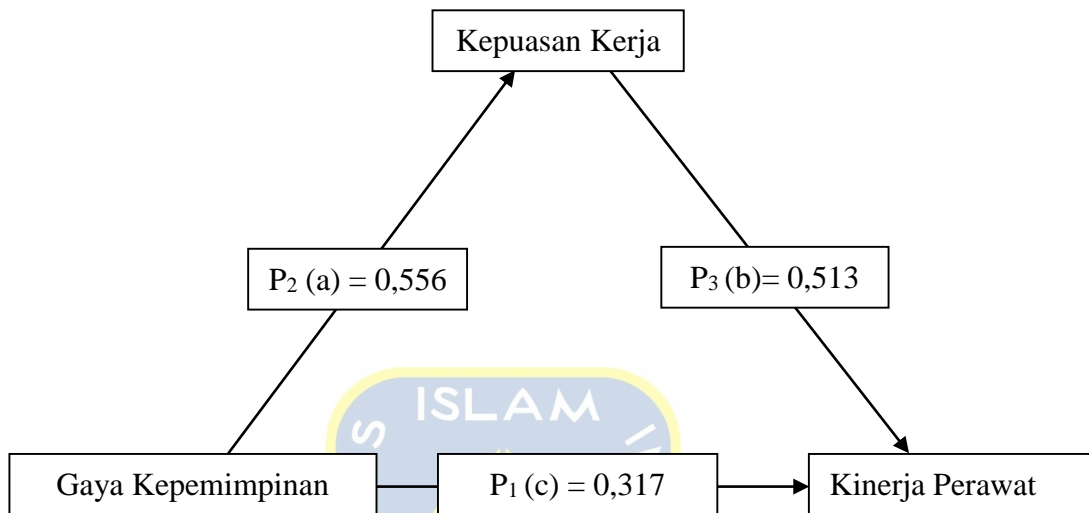 Kepuasan Kerja
P₂ (a) = 0,556
P₃ (b)= 0,513
ISLAM
S
Gaya Kepemimpinan
P₁ (c) = 0,317
Kinerja Perawat